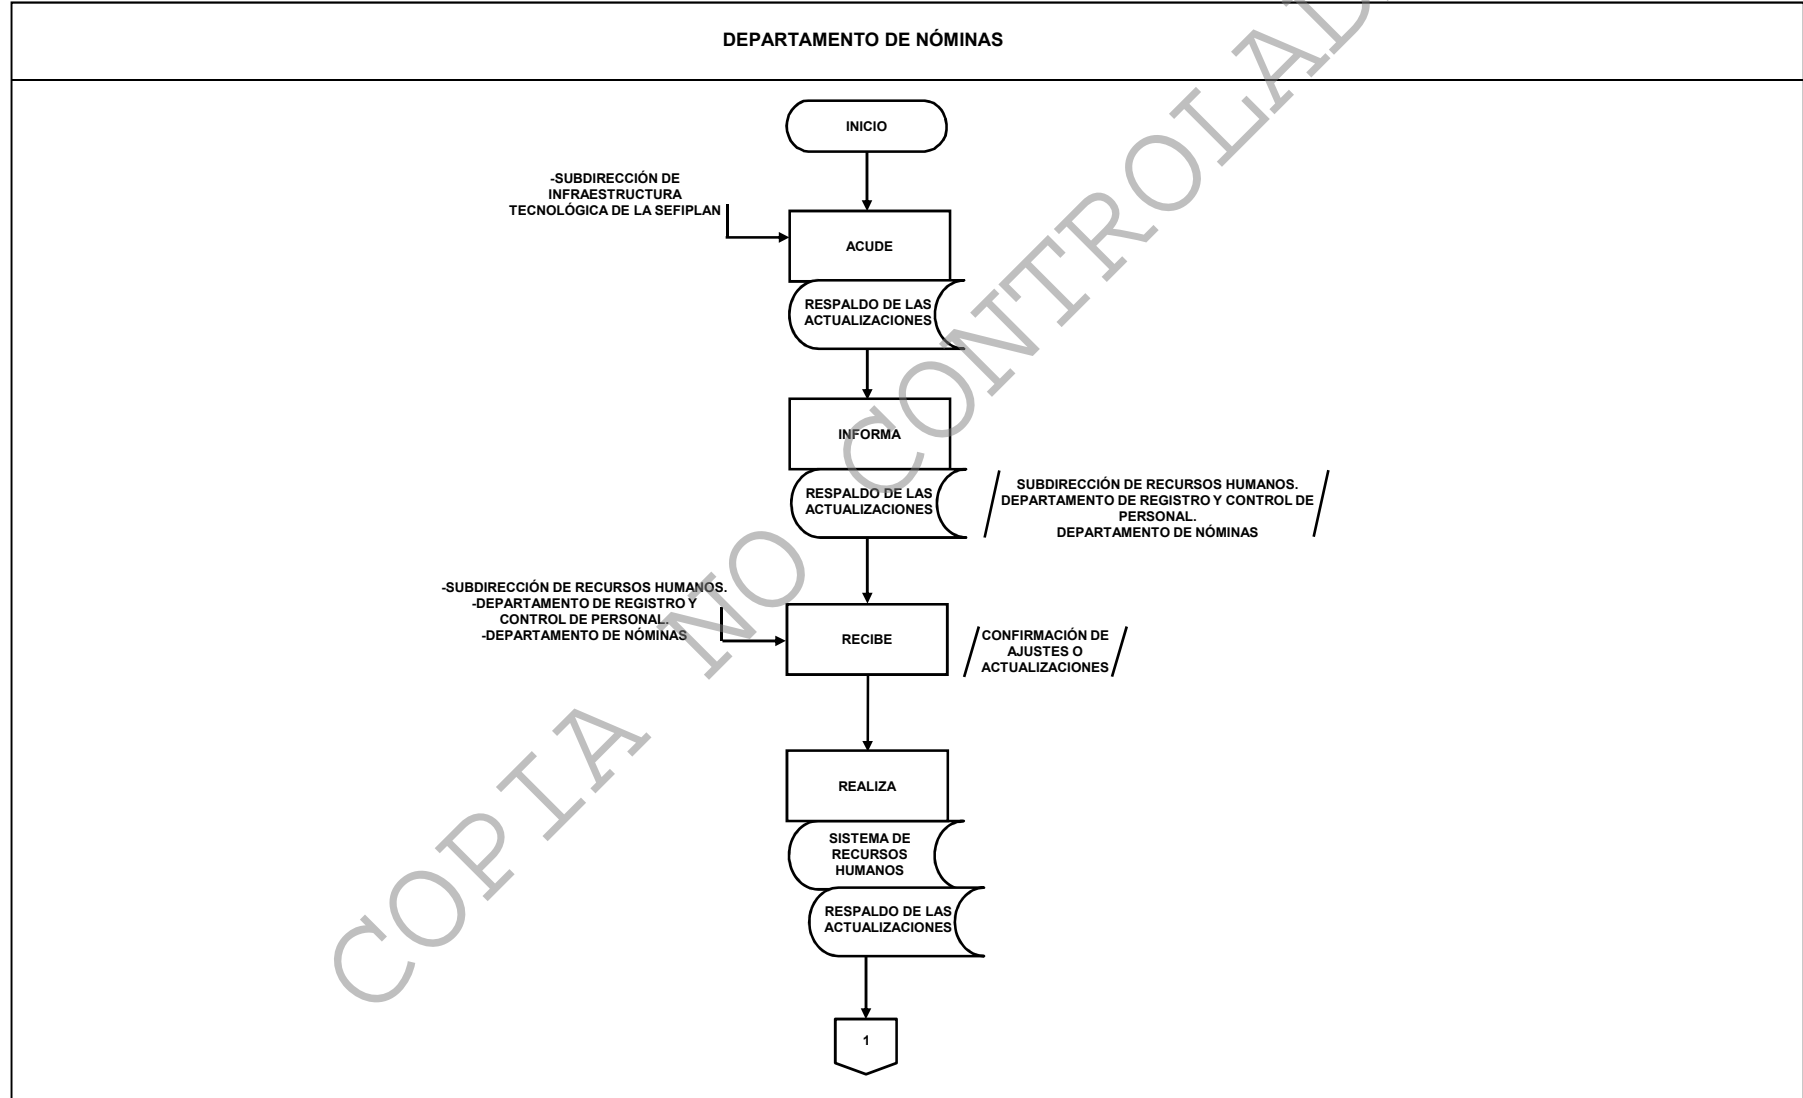 DEPARTAMENTO DE NÓMINAS
INICIO
-SUBDIRECCIÓN DE
INFRAESTRUCTURA
TECNOLÓGICA DE LA SEFIPLAN
ACUDE
RESPALDO DE LAS
ACTUALIZACIONES
INFORMA
RESPALDO DE LAS
ACTUALIZACIONES
SUBDIRECCIÓN DE RECURSOS HUMANOS.
DEPARTAMENTO DE REGISTRO Y CONTROL DE
PERSONAL.
DEPARTAMENTO DE NÓMINAS
-SUBDIRECCIÓN DE RECURSOS HUMANOS.
-DEPARTAMENTO DE REGISTRO Y
CONTROL DE PERSONAL.
-DEPARTAMENTO DE NÓMINAS
RECIBE
CONFIRMACIÓN DE
AJUSTES O
ACTUALIZACIONES
REALIZA
SISTEMA DE
RECURSOS
HUMANOS
RESPALDO DE LAS
ACTUALIZACIONES
1
COPIA NO CONTROLAD